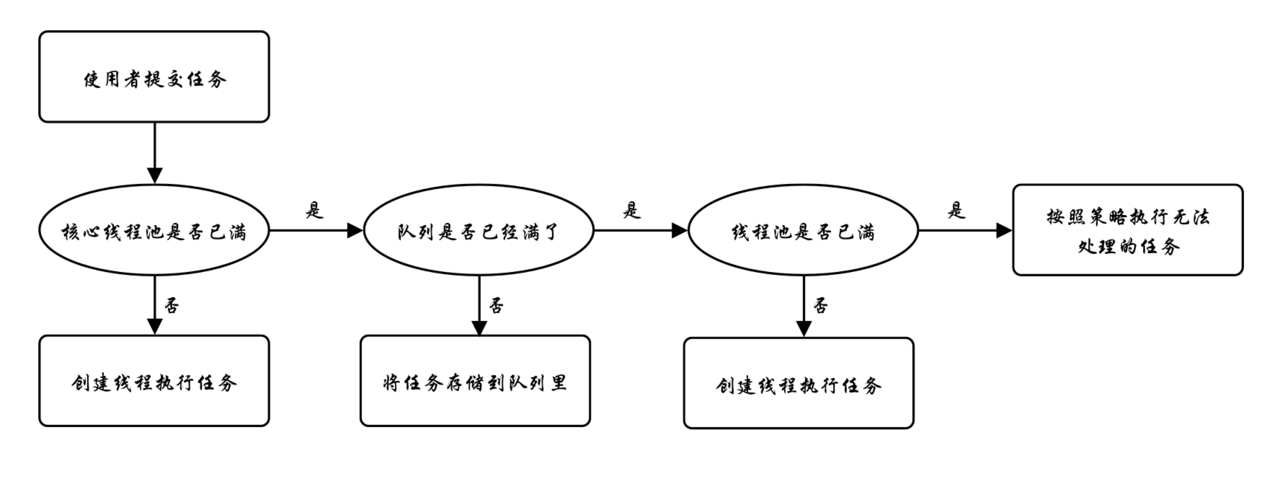 使用者提交任务
核心线程池是否已满
是
队列是否已经满了
是
线程池是否已满
是
按照策略执行无法
处理的任务
否
否
否
创建线程执行任务
将任务存储到队列里
创建线程执行任务